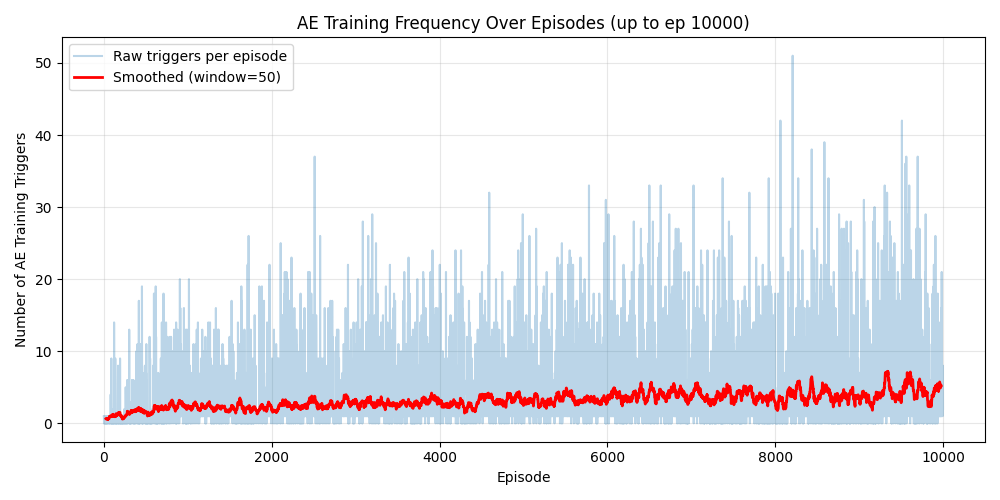 AE Training Frequency Over Episodes (up to ep 10000)
Raw triggers per episode
Smoothed (window=50)
Number of AE Training Triggers
50
40
30
20
10
0
0
2000
4000
6000
8000
10000
Episode